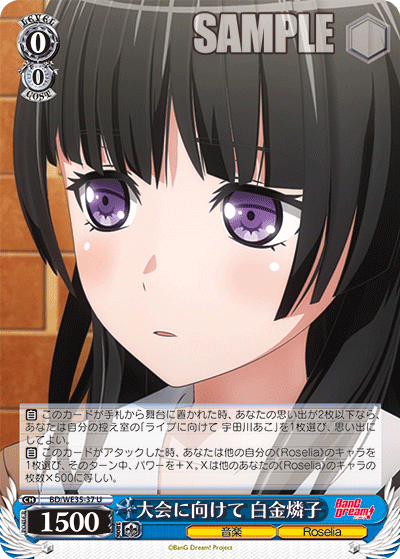 LEVEL
0
0
COST
SAMPLE
自 このカードが手札から舞台に置かれた時、あなたの思い出が2枚以下なら、
あなたは自分の控え室の「ライブに向けて 宇田川あこ」を1枚選び、思い出に
してよい。
自 このカードがアタックした時、あなたは他の自分の《Roselia》のキャラを
1枚選び、そのターン中、パワーを＋X。Xは他のあなたの《Roselia》のキャラの
枚数×500に等しい。
CH BD/WE35-37 U
1500
大会に向けて 白金燐子
BanG Dream!
音楽
Roselia
©BanG Dream! Project